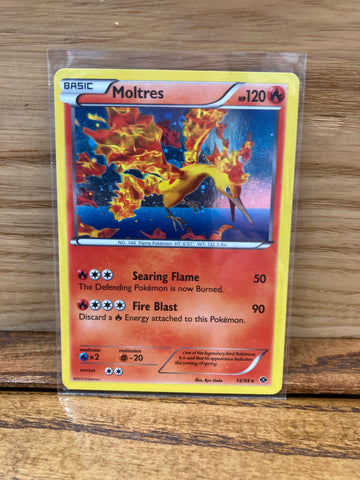 BASIC Moltres HP120
NO. 146 Flame Pokémon HT: 6'07" WT: 132.3 lbs.
Searing Flame 50
The Defending Pokémon is now Burned.
Fire Blast 90
Discard a Energy attached to this Pokémon.
weakness resistance
×2 -20
retreat
One of the legendary bird Pokémon.
It is said that its appearance indicates
the coming of spring.
©2012 Pokémon Illus. Ryo Ueda 14/99 ★